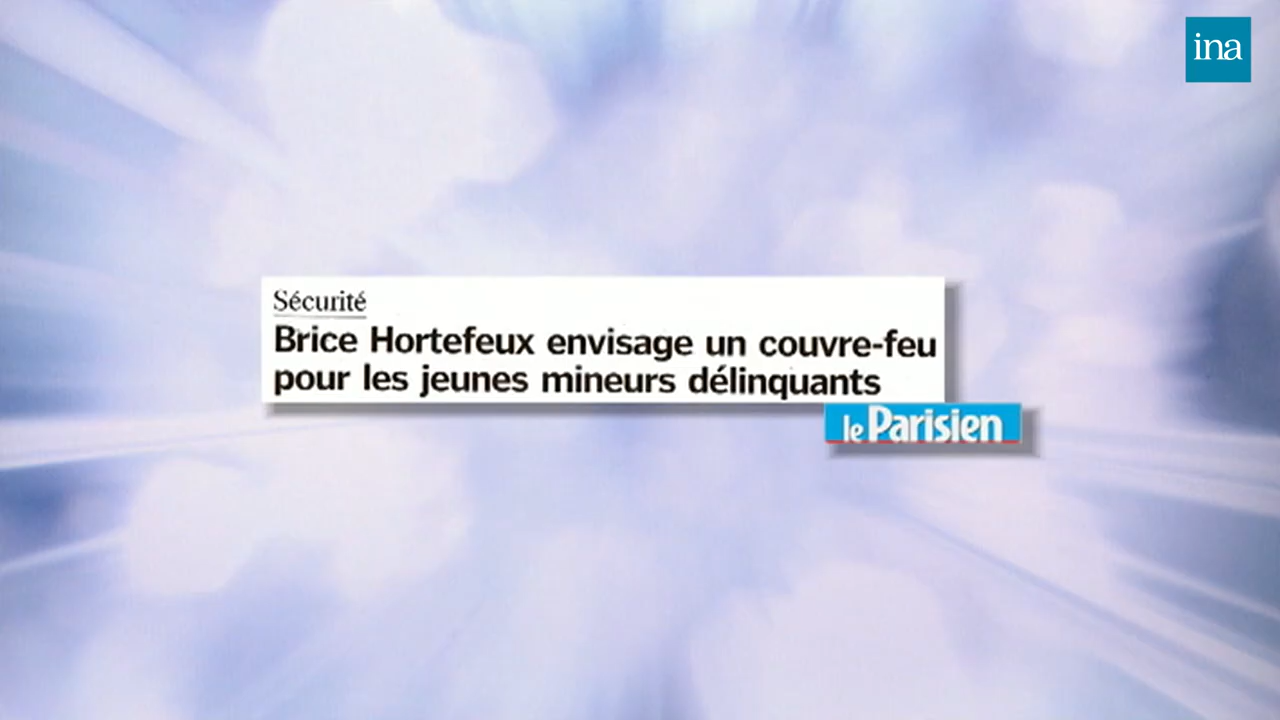 ina
Sécurité
Brice Hortefeux envisage un couvre-feu
pour les jeunes mineurs délinquants
le Parisien